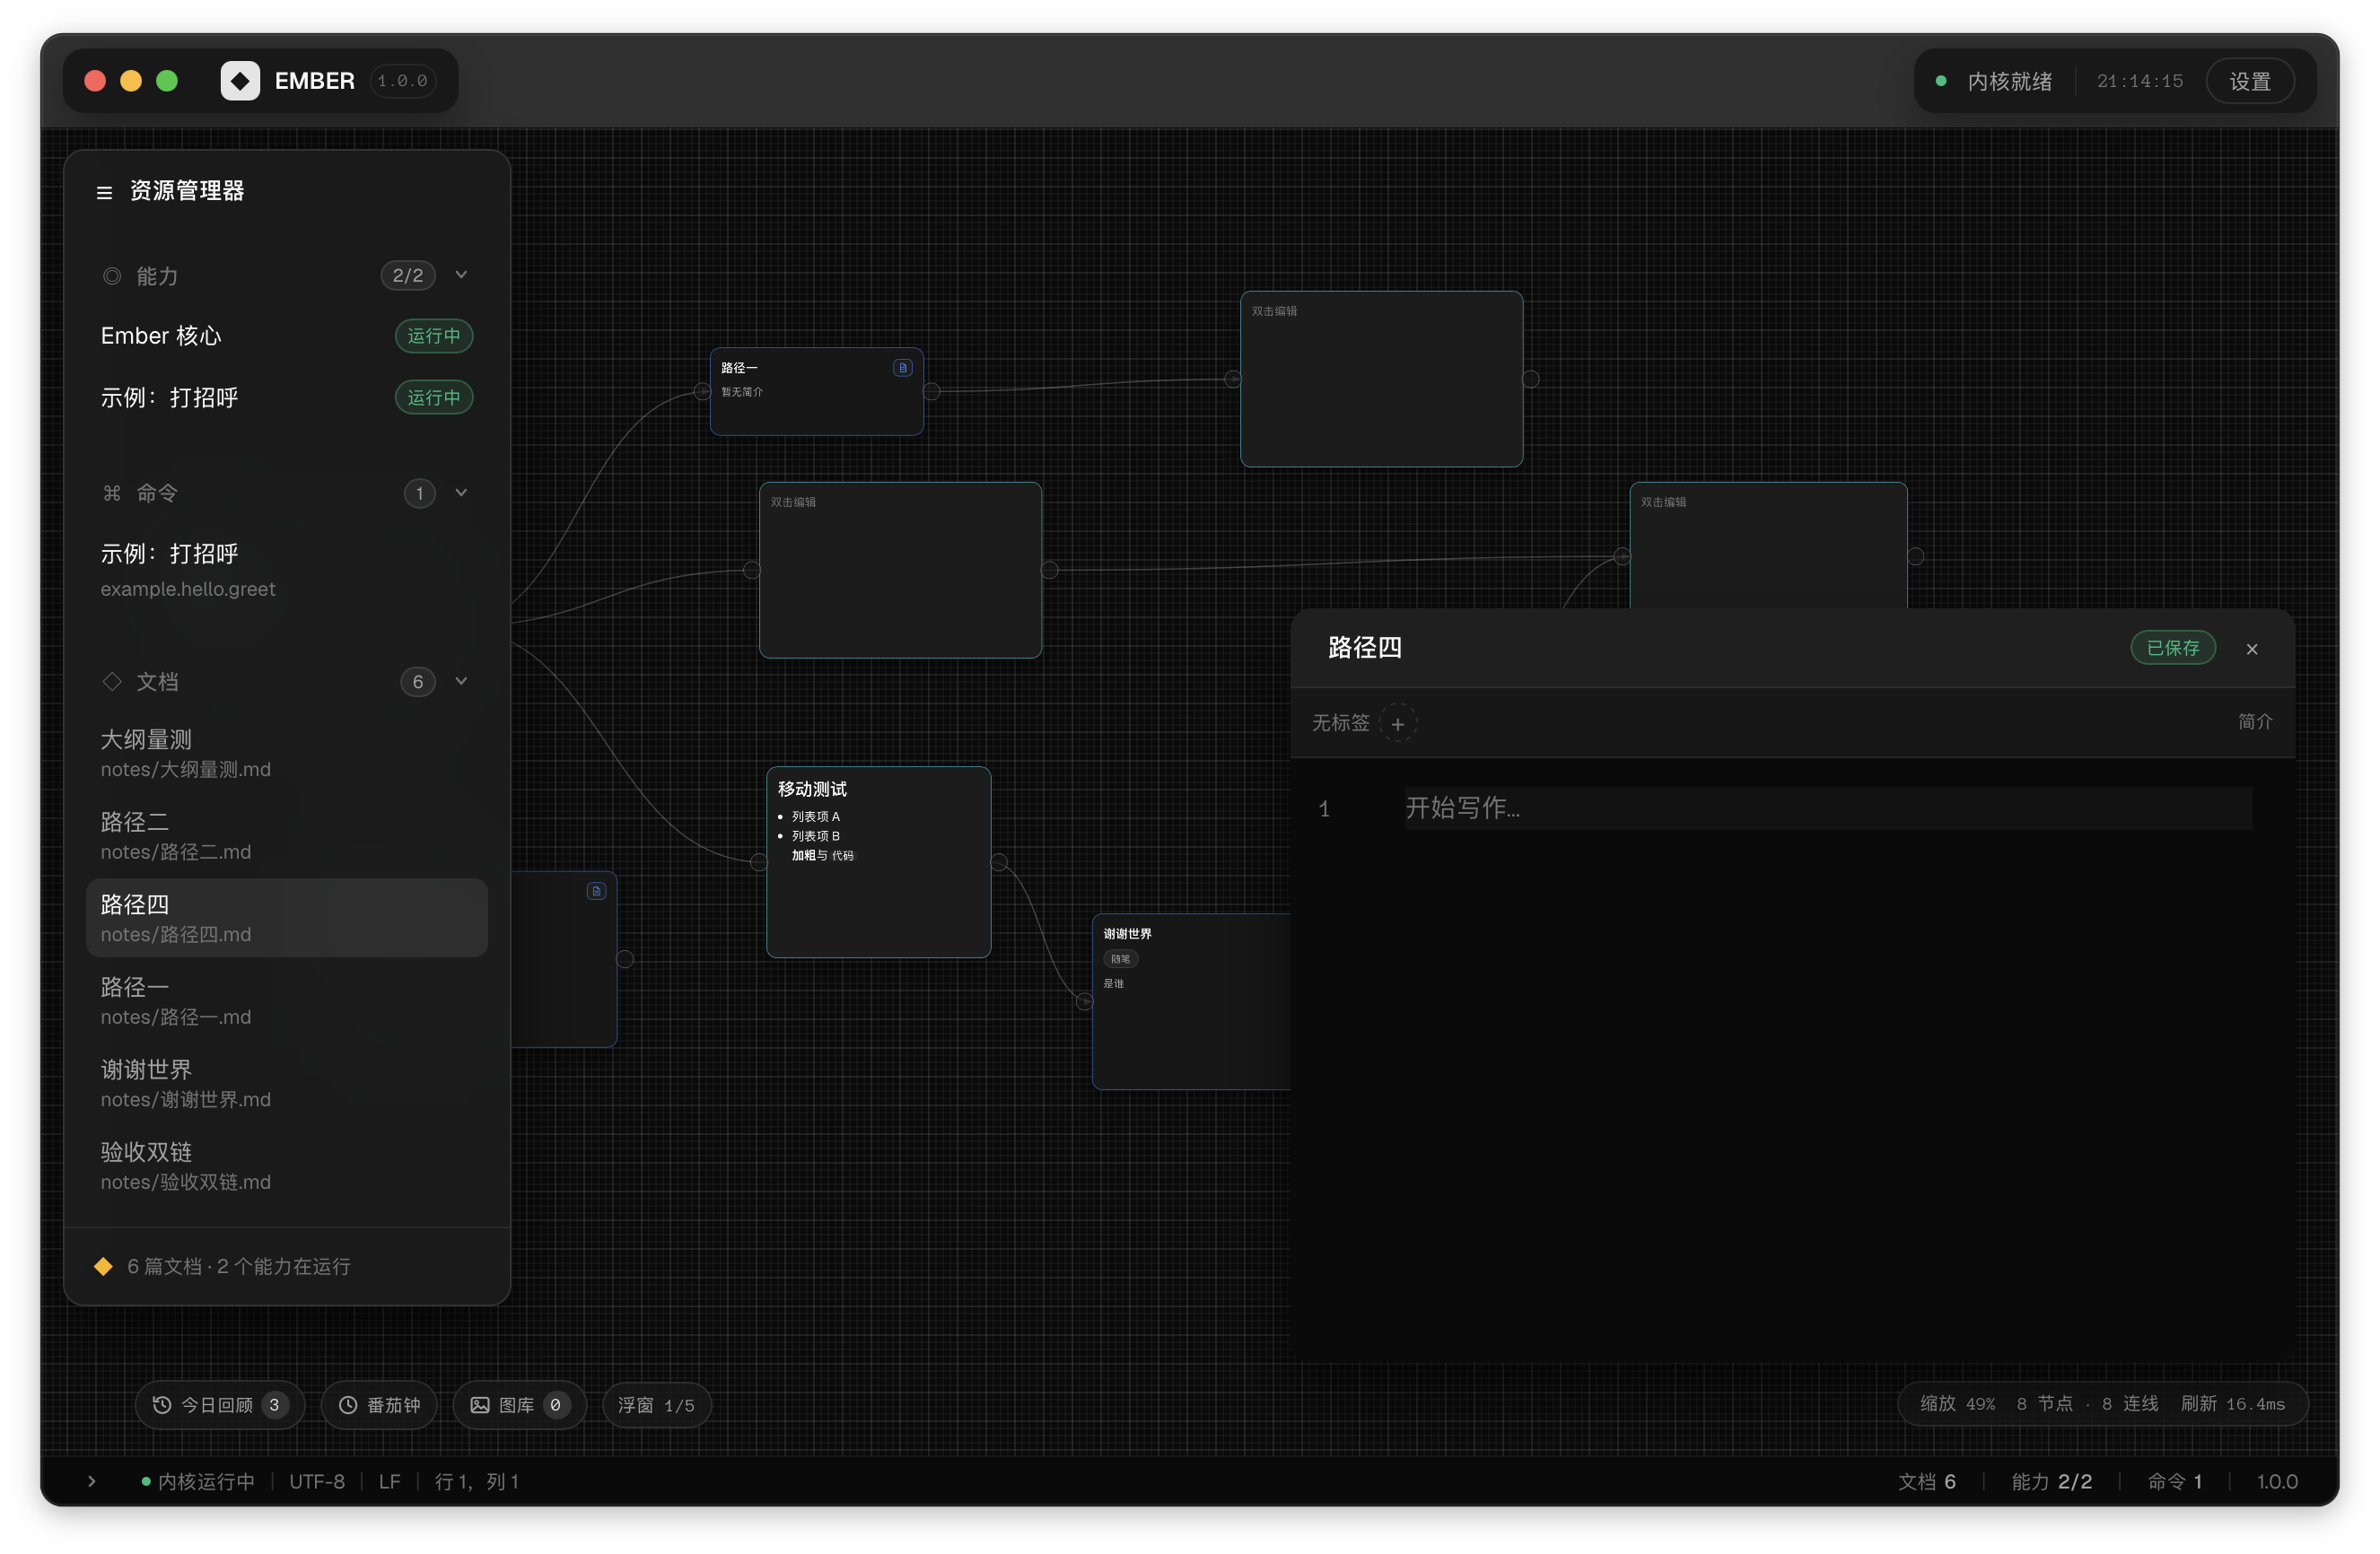 EMBER 1.0.0
内核就绪 21:14:15 设置
资源管理器
能力 2/2
Ember 核心 运行中
示例：打招呼 运行中
命令 1
示例：打招呼
example.hello.greet
文档 6
大纲量测
notes/大纲量测.md
路径二
notes/路径二.md
路径四
notes/路径四.md
路径一
notes/路径一.md
谢谢世界
notes/谢谢世界.md
验收双链
notes/验收双链.md
6 篇文档 · 2 个能力在运行
路径一
暂无简介
双击编辑
双击编辑
双击编辑
移动测试
列表项 A
列表项 B
加粗与 代码
谢谢世界
随笔
是谁
路径四 已保存 ×
无标签 + 简介
1 开始写作...
今日回顾 3 番茄钟 图库 0 浮窗 1/5
缩放 49% 8 节点 · 8 连线 刷新 16.4ms
内核运行中 UTF-8 LF 行 1，列 1
文档 6 能力 2/2 命令 1 1.0.0